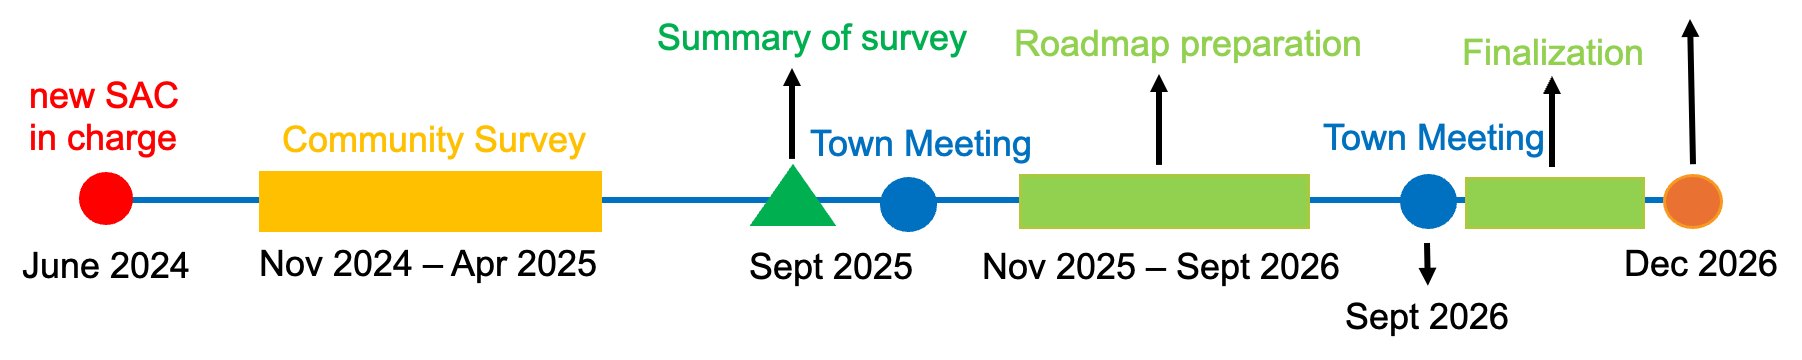 new SAC
in charge
June 2024
Community Survey
Nov 2024 – Apr 2025
Summary of survey
Sept 2025
Town Meeting
Roadmap preparation
Nov 2025 – Sept 2026
Town Meeting
Sept 2026
Finalization
Dec 2026